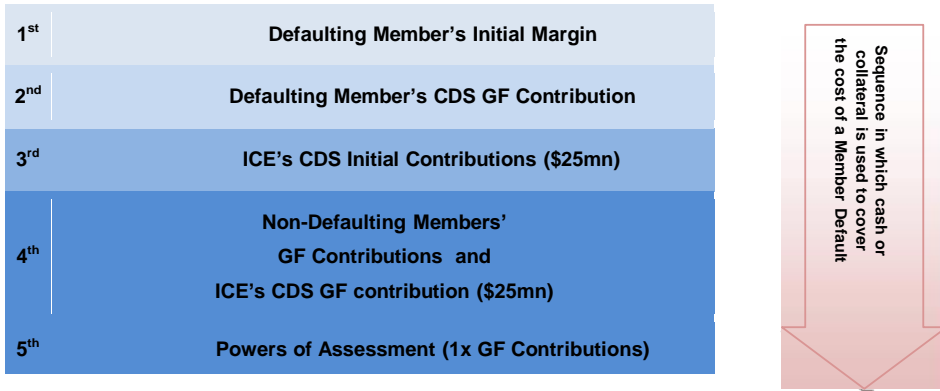 1st
Defaulting Member's Initial Margin
2nd
Defaulting Member's CDS GF Contribution
3rd
ICE's CDS Initial Contributions ($25mn)
4th
Non-Defaulting Members'
GF Contributions and
ICE's CDS GF contribution ($25mn)
5th
Powers of Assessment (1x GF Contributions)
Sequence in which cash or
collateral is used to cover
the cost of a Member Default